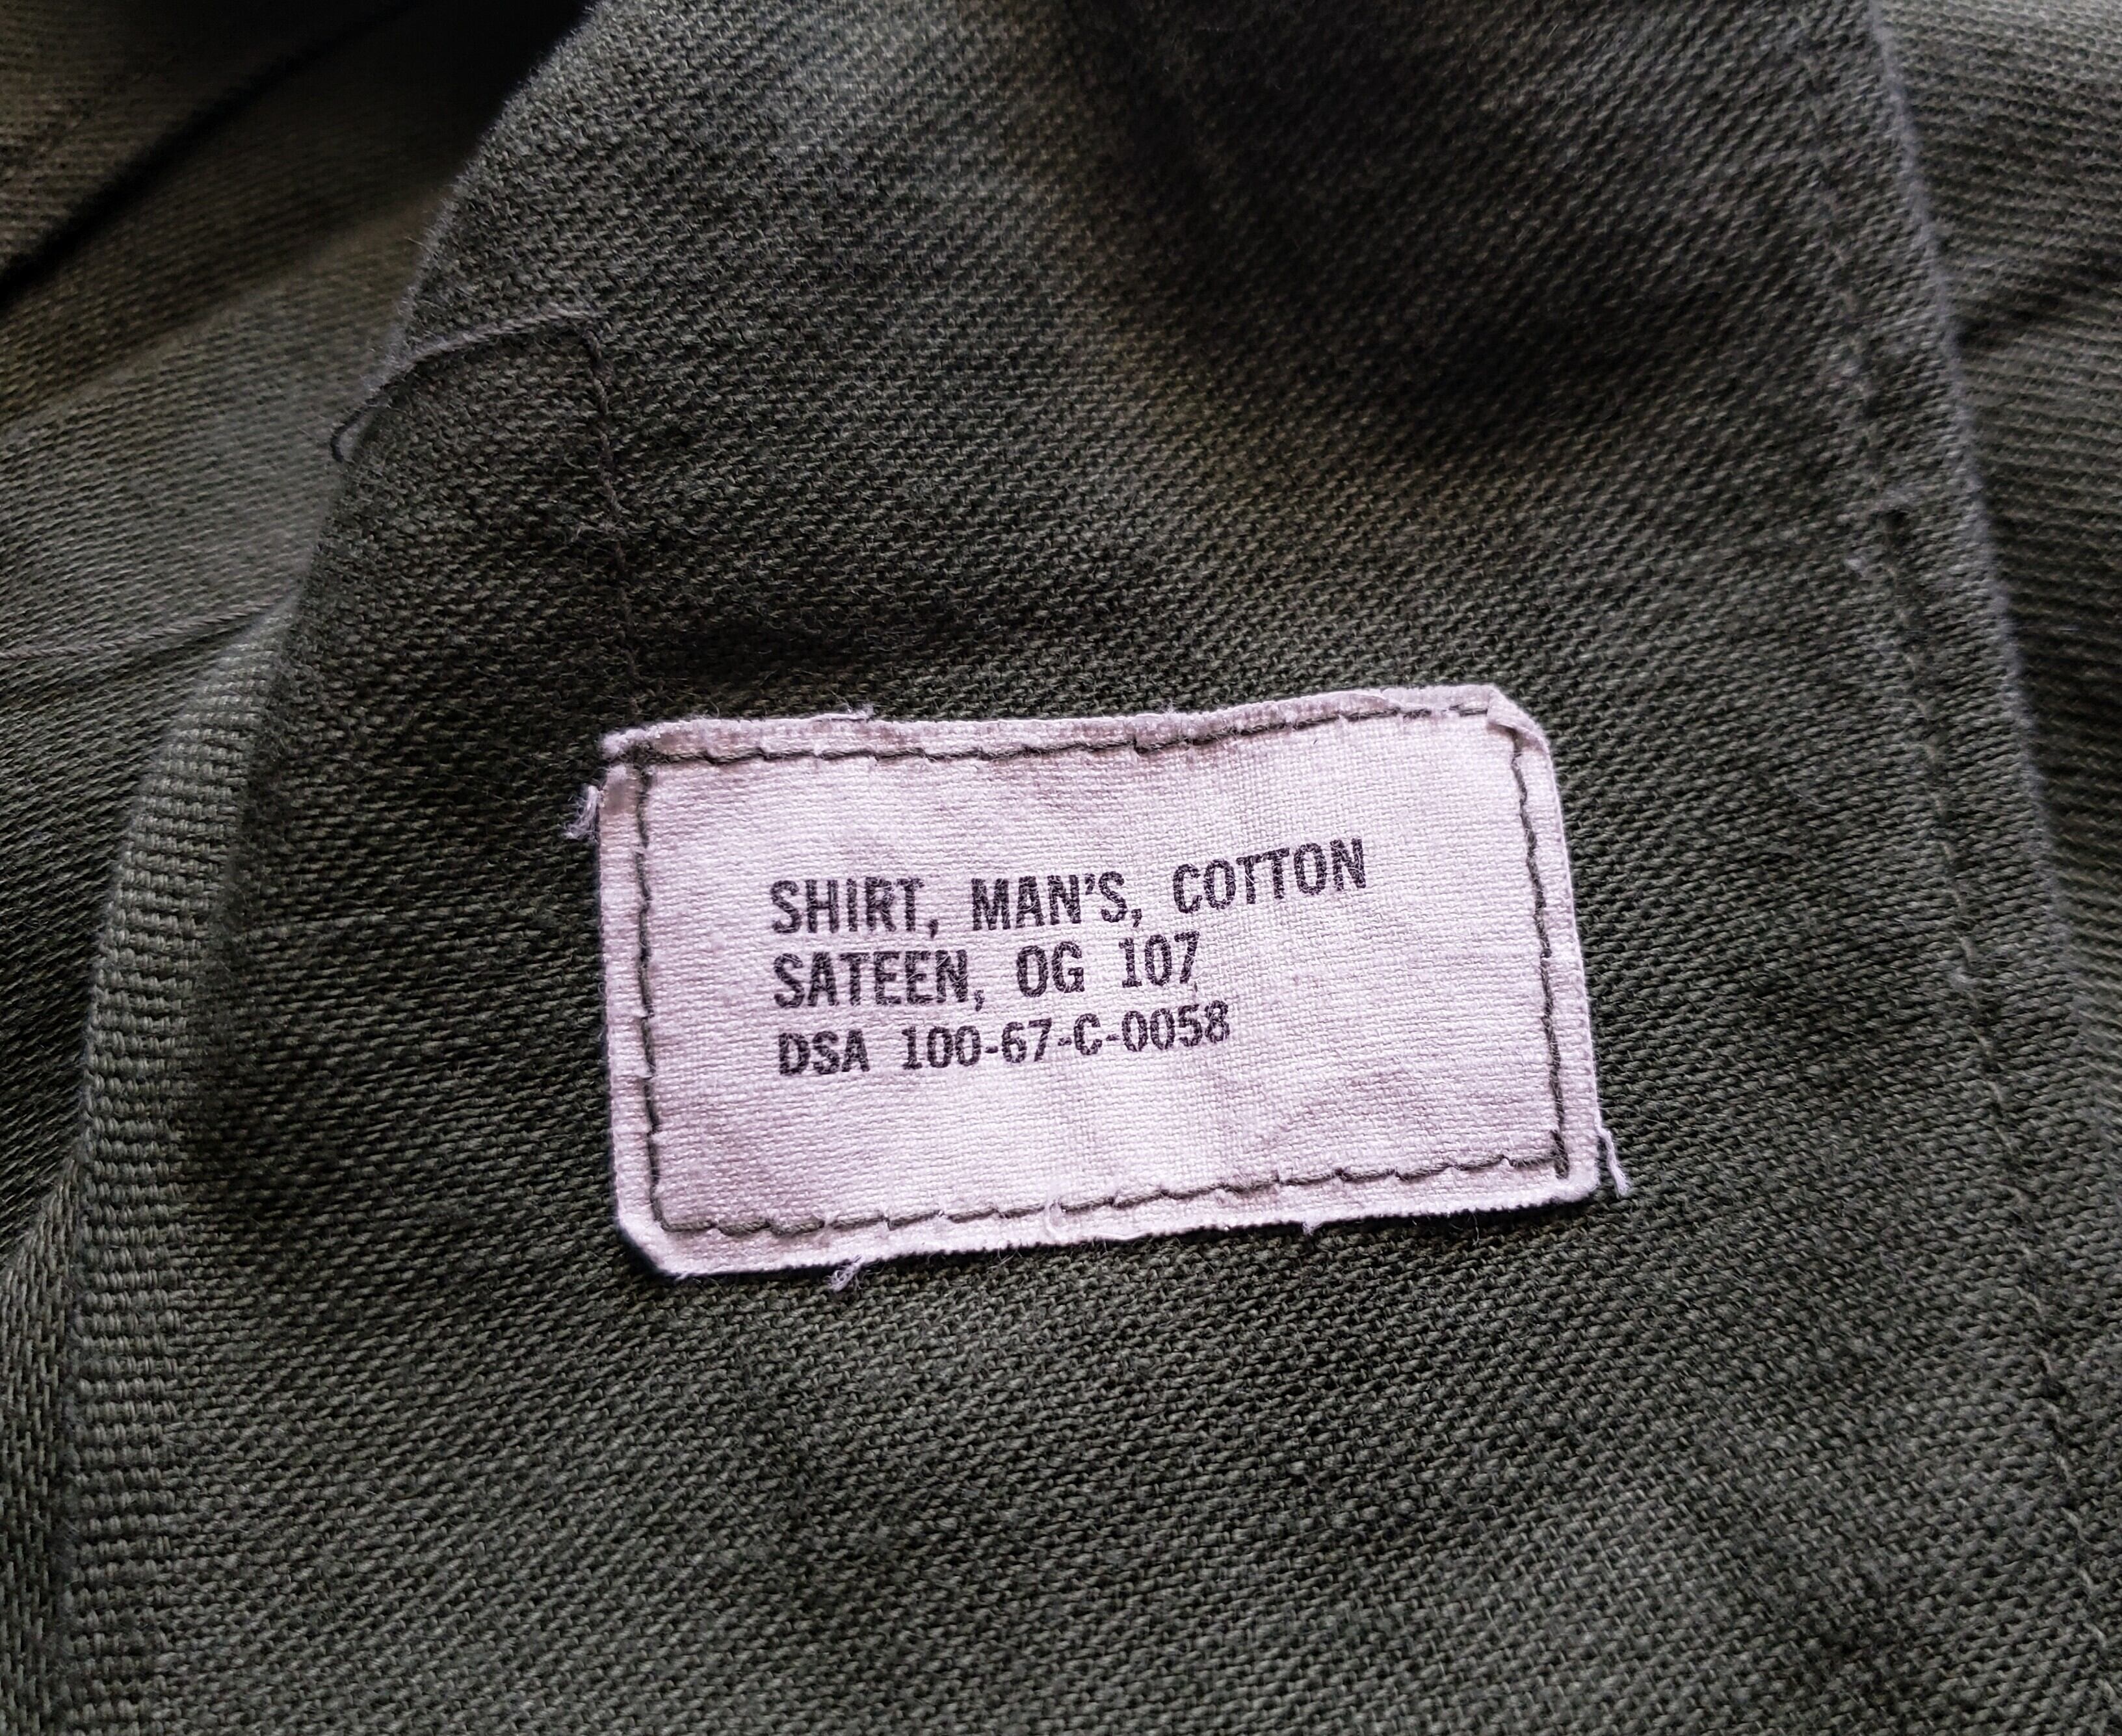 SHIRT, MAN'S, COTTON
SATEEN, OG 107
DSA 100-67-C-0058